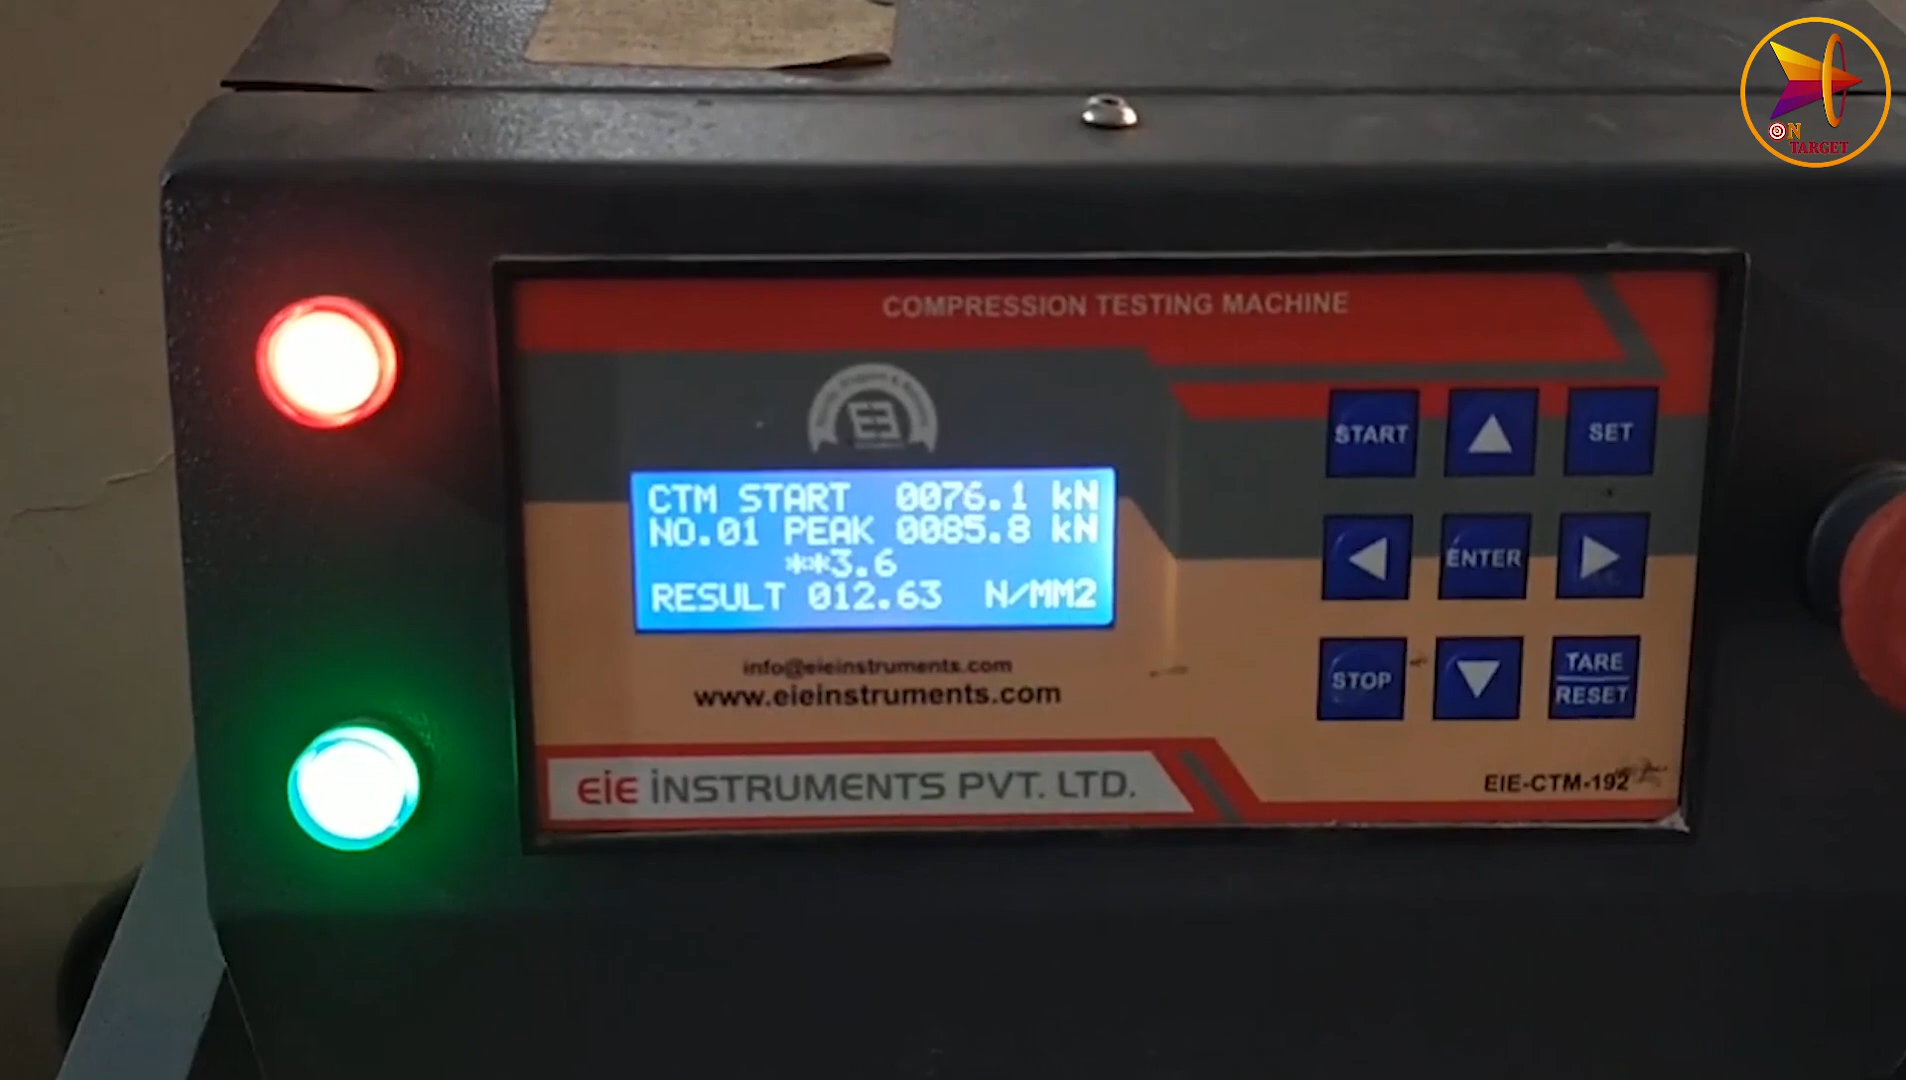 ON
TARGET
COMPRESSION TESTING MACHINE
CTM START 0076.1 kN
NO.01 PEAK 0085.8 kN
**3.6
RESULT 012.63 N/MM2
START
SET
ENTER
STOP
TARE
RESET
info@eieinstruments.com
www.eieinstruments.com
EiE iNSTRUMENTS PVT. LTD.
EIE-CTM-192